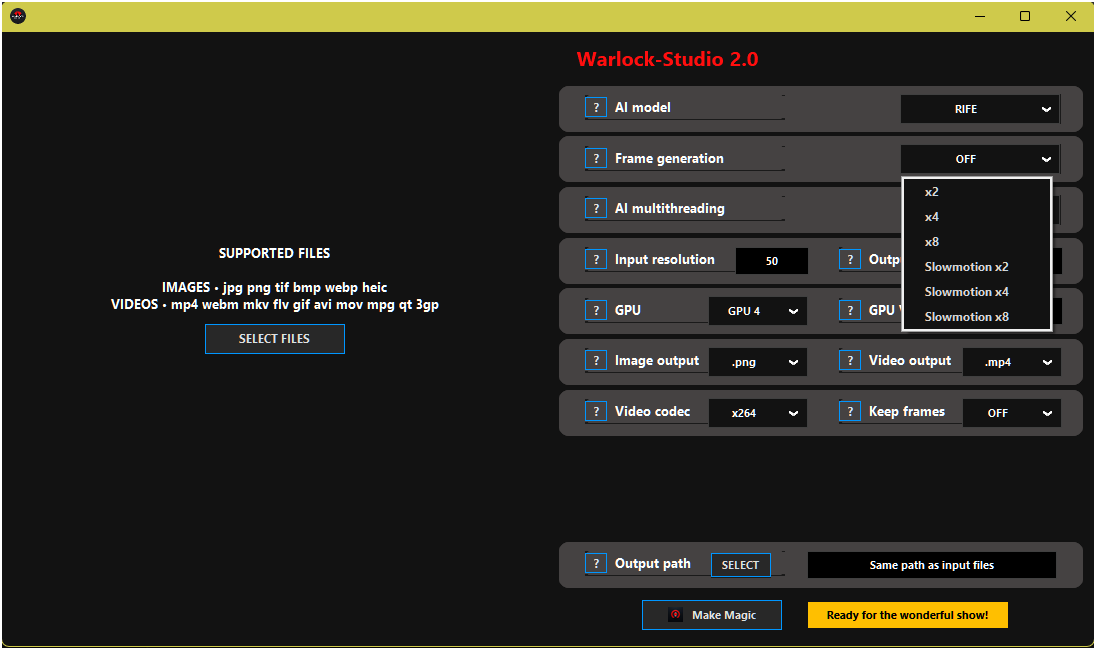 Warlock-Studio 2.0
SUPPORTED FILES
IMAGES • jpg png tif bmp webp heic
VIDEOS • mp4 webm mkv flv gif avi mov mpg qt 3gp
SELECT FILES
? AI model RIFE
? Frame generation OFF
x2
x4
x8
Slowmotion x2
Slowmotion x4
Slowmotion x8
? AI multithreading
? Input resolution 50 ?
? GPU GPU 4 ? GPU
? Image output .png ? Video output .mp4
? Video codec x264 ? Keep frames OFF
? Output path SELECT Same path as input files
Make Magic Ready for the wonderful show!